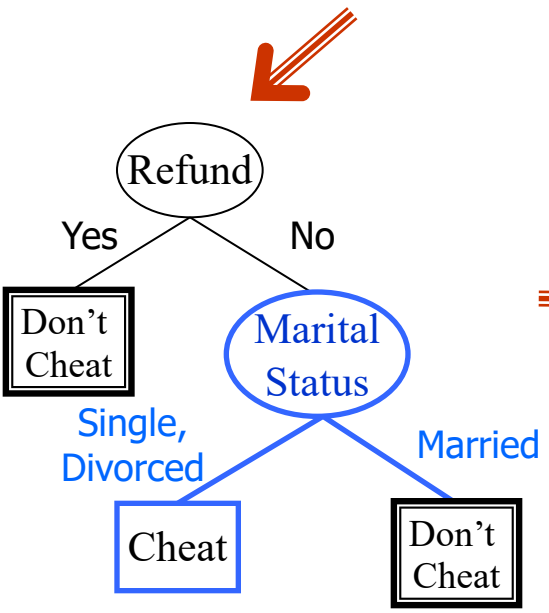 Refund
Yes
No
Don’t
Cheat
Marital
Status
Single,
Divorced
Married
Cheat
Don’t
Cheat